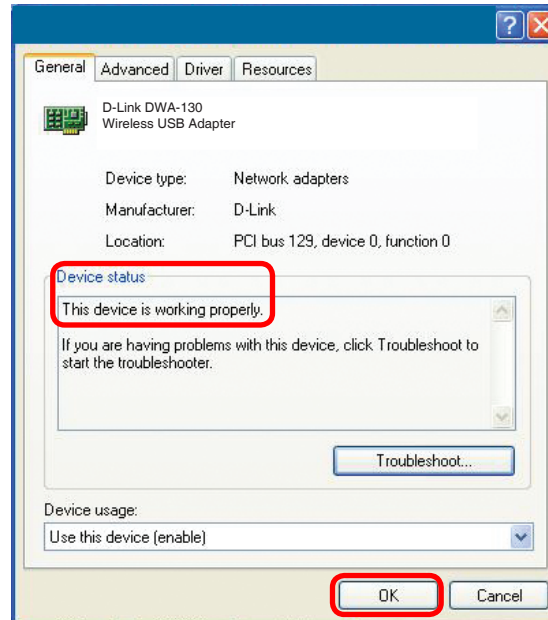 General Advanced Driver Resources
D-Link DWA-130
Wireless USB Adapter
Device type: Network adapters
Manufacturer: D-Link
Location: PCI bus 129, device 0, function 0
Device status
This device is working properly.
If you are having problems with this device, click Troubleshoot to
start the troubleshooter.
Troubleshoot...
Device usage:
Use this device (enable)
OK Cancel